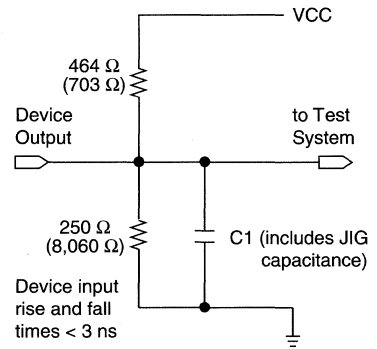 VCC
464 Ω
(703 Ω)
Device
Output
to Test
System
250 Ω
(8,060 Ω)
C1 (includes JIG
capacitance)
Device input
rise and fall
times < 3 ns